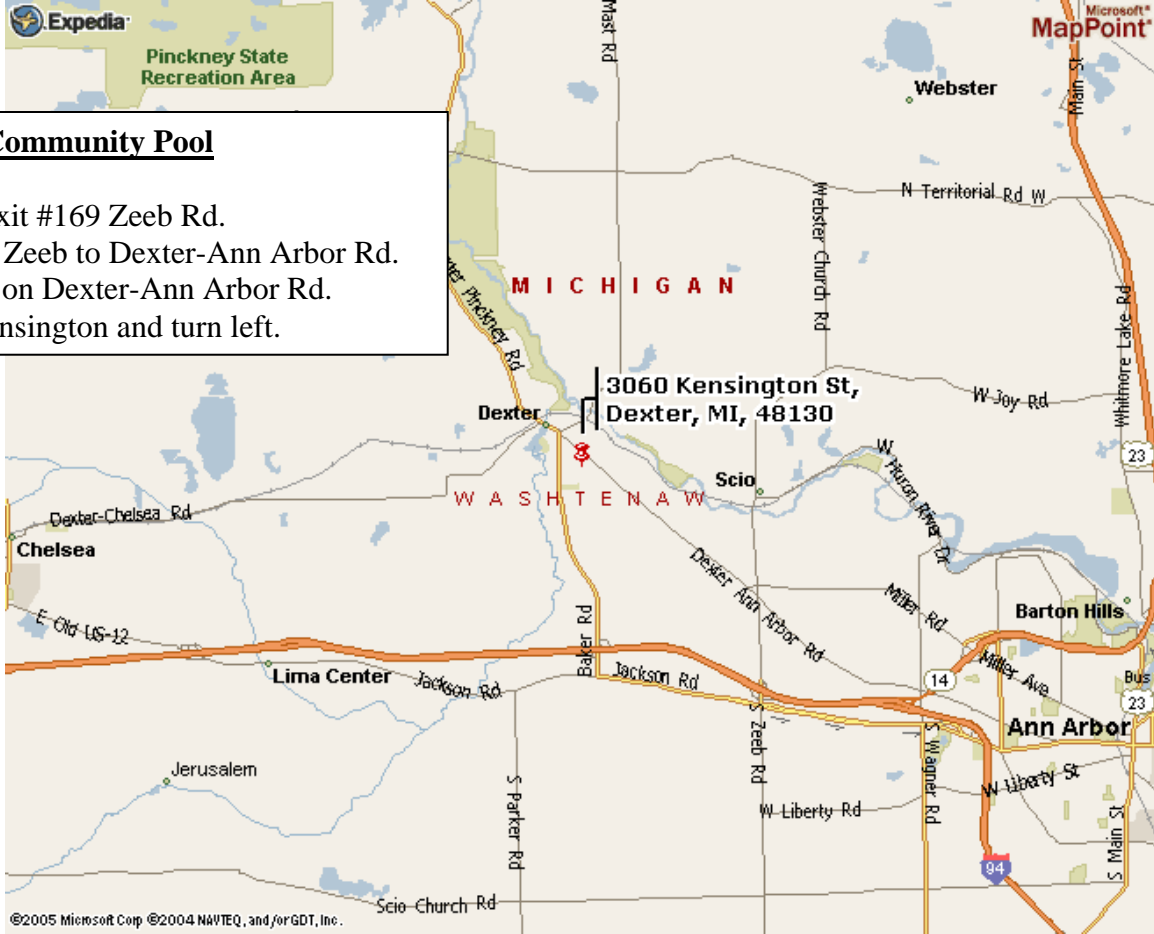 Expedia
Microsoft®
MapPoint®
Pinckney State
Recreation Area
Mast Rd
Main St
Webster
Community Pool
xit #169 Zeeb Rd.
Zeeb to Dexter-Ann Arbor Rd.
on Dexter-Ann Arbor Rd.
ensington and turn left.
Webster Church Rd
N Territorial Rd W
MICHIGAN
Pinckney Rd
Whitmore Lake Rd
3060 Kensington St,
Dexter, MI, 48130
Dexter
W Joy Rd
23
W Huron River Dr
Scio
WASHTENAW
Dexter-Chelsea Rd
Chelsea
Dexter Ann Arbor Rd
Miller Rd
Barton Hills
E Old US-12
Baker Rd
Lima Center
Jackson Rd
Jackson Rd
14
Miller Ave
Bus
23
Ann Arbor
S Zeeb Rd
S Wagner Rd
Jerusalem
S Parker Rd
W Liberty St
W Liberty Rd
S Main St
94
Scio Church Rd
©2005 Microsoft Corp ©2004 NAVTEQ, and/or GDT, Inc.